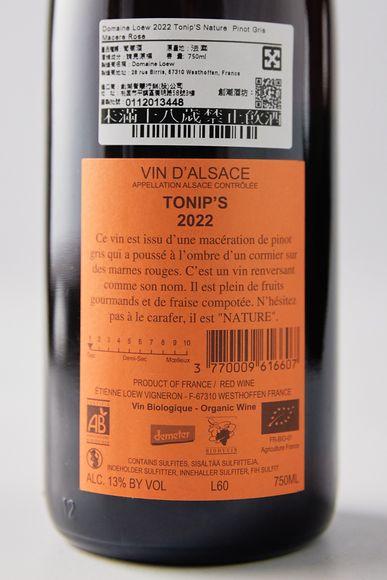 Domaine Loew 2022 Tonip'S Nature Pinot Gris
Macere Rose
葡萄酒
原產地: 法國
750ml
Domaine Loew
28 rue Birris, 67310 Westhoffen, France
0112013448
未滿十八歲禁止飲酒
VIN D'ALSACE
APPELLATION ALSACE CONTRÔLÉE
TONIP'S
2022
Ce vin est issu d'une macération de pinot
gris qui a poussé à l'ombre d'un cormier sur
des marnes rouges. C'est un vin renversant
comme son nom. Il est plein de fruits
gourmands et de fraise compotée. N'hésitez
pas à le carafer, il est "NATURE".
1 2 3 4 5 6 7 8 9 10
Sec Demi-Sec Moelleux
3 770009 616607
PRODUCT OF FRANCE / RED WINE
ÉTIENNE LOEW VIGNERON - F-67310 WESTHOFFEN FRANCE
Vin Biologique - Organic Wine
AB
demeter
BIODYVIN
FR-BIO-01
Agriculture France
CONTAINS SULFITES, SISÄLTÄÄ SULFIITTEJA,
INDEHOLDER SULFITTER, INNEHALLER SULFITER, FIH SULFIT
ALC. 13% BY VOL L60 750ML
12